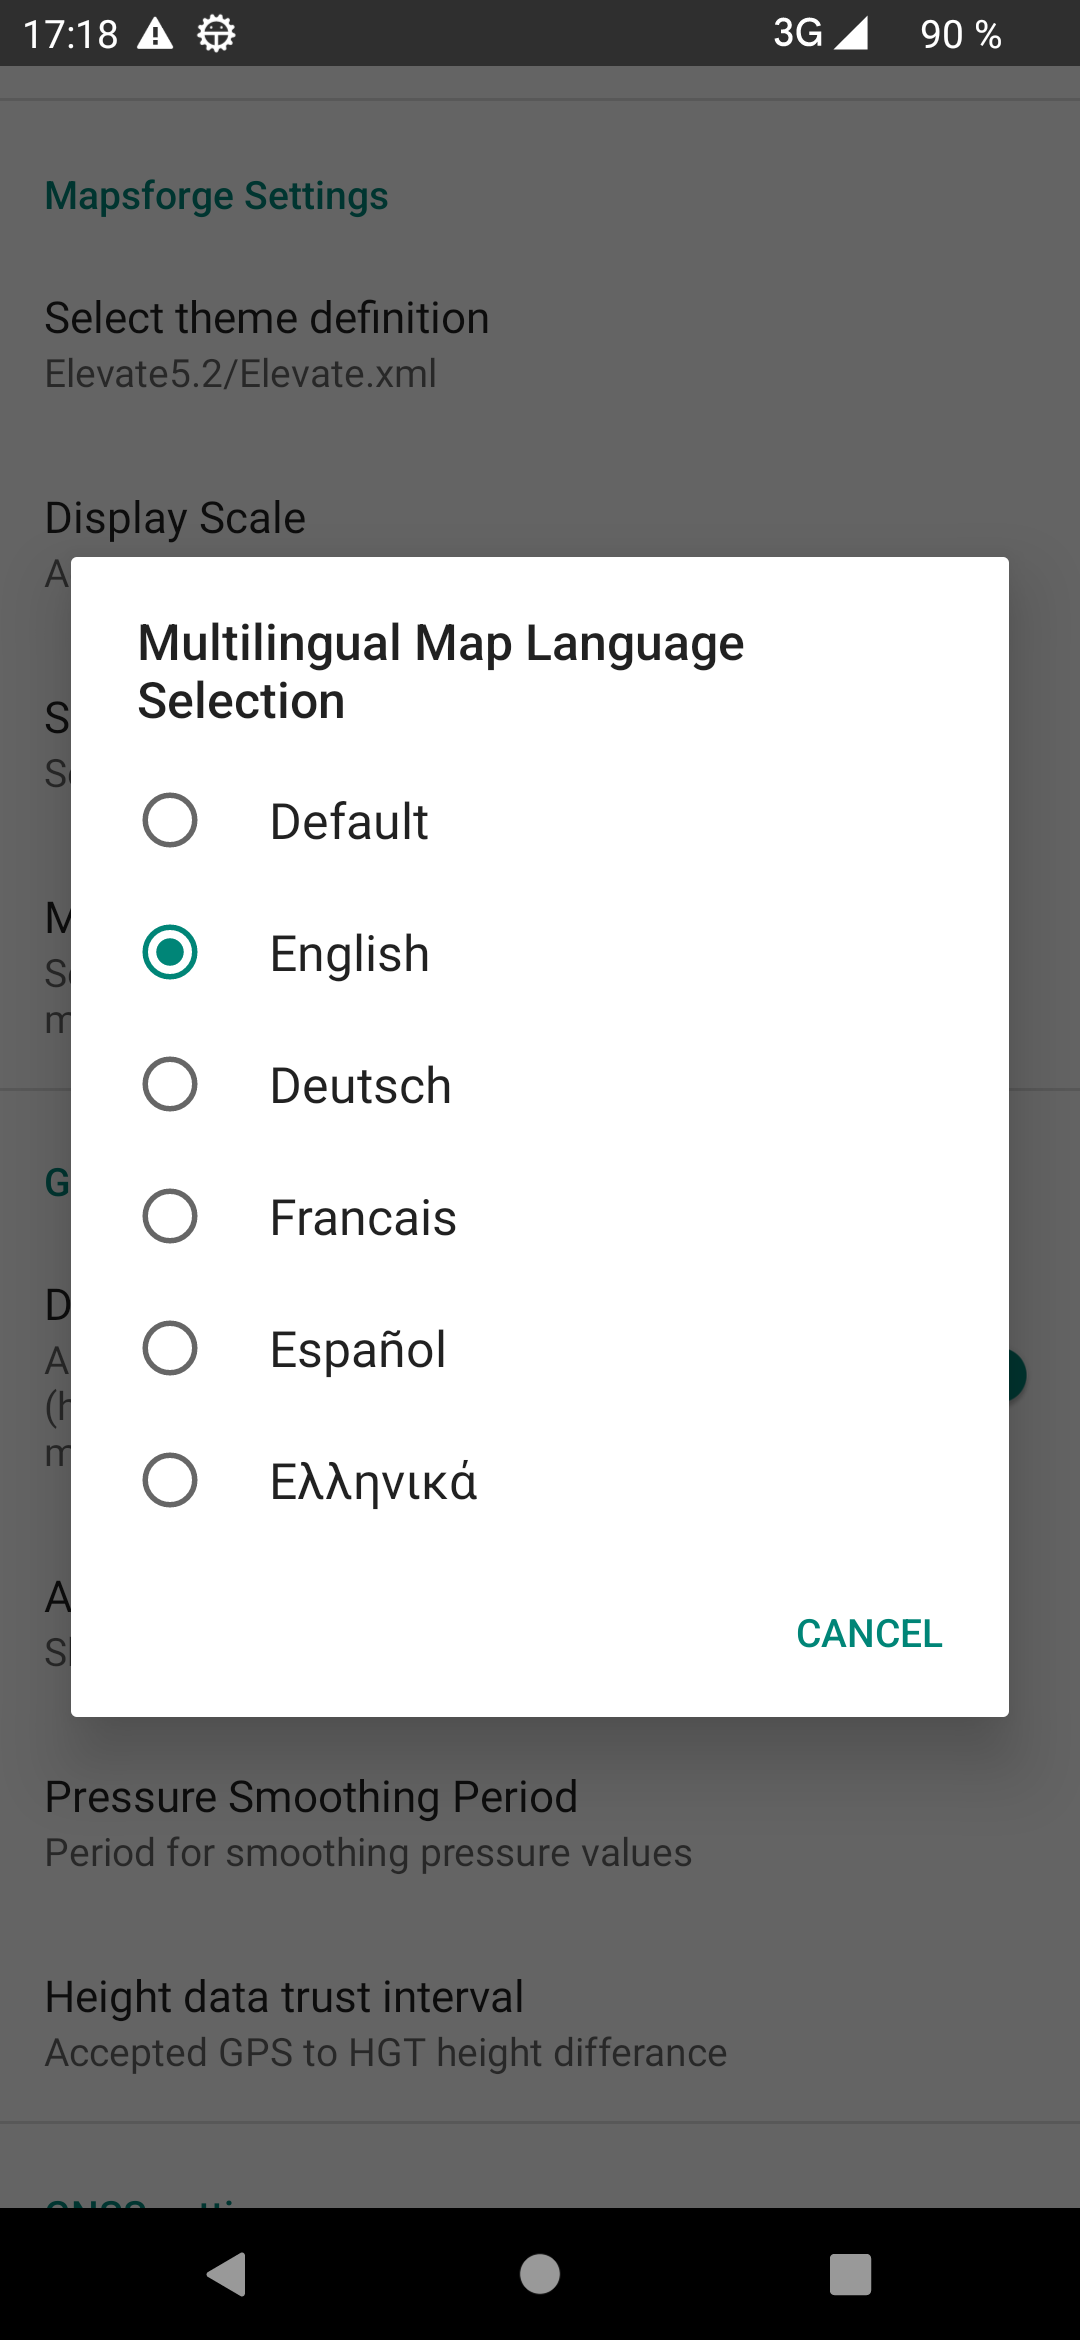 17:18
3G
90 %
Mapsforge Settings
Select theme definition
Elevate5.2/Elevate.xml
Display Scale
Multilingual Map Language
Selection
Default
English
Deutsch
Francais
Español
Ελληνικά
CANCEL
Pressure Smoothing Period
Period for smoothing pressure values
Height data trust interval
Accepted GPS to HGT height differance